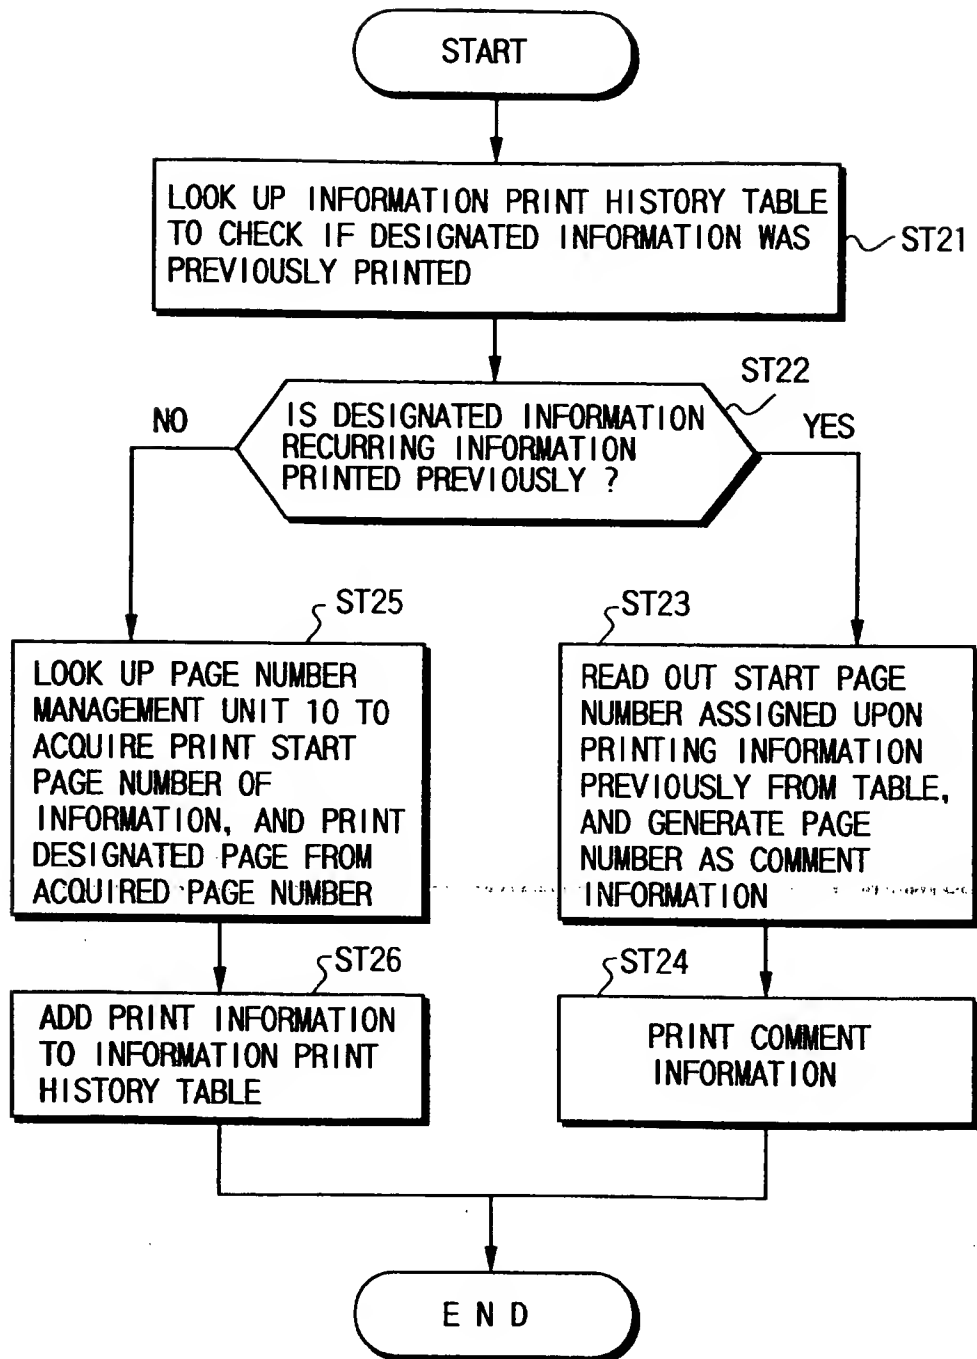 START
LOOK UP INFORMATION PRINT HISTORY TABLE
TO CHECK IF DESIGNATED INFORMATION WAS
PREVIOUSLY PRINTED
ST21
ST22
IS DESIGNATED INFORMATION
RECURRING INFORMATION
PRINTED PREVIOUSLY ?
NO
YES
ST25
LOOK UP PAGE NUMBER
MANAGEMENT UNIT 10 TO
ACQUIRE PRINT START
PAGE NUMBER OF
INFORMATION, AND PRINT
DESIGNATED PAGE FROM
ACQUIRED PAGE NUMBER
ST23
READ OUT START PAGE
NUMBER ASSIGNED UPON
PRINTING INFORMATION
PREVIOUSLY FROM TABLE,
AND GENERATE PAGE
NUMBER AS COMMENT
INFORMATION
ST26
ADD PRINT INFORMATION
TO INFORMATION PRINT
HISTORY TABLE
ST24
PRINT COMMENT
INFORMATION
END